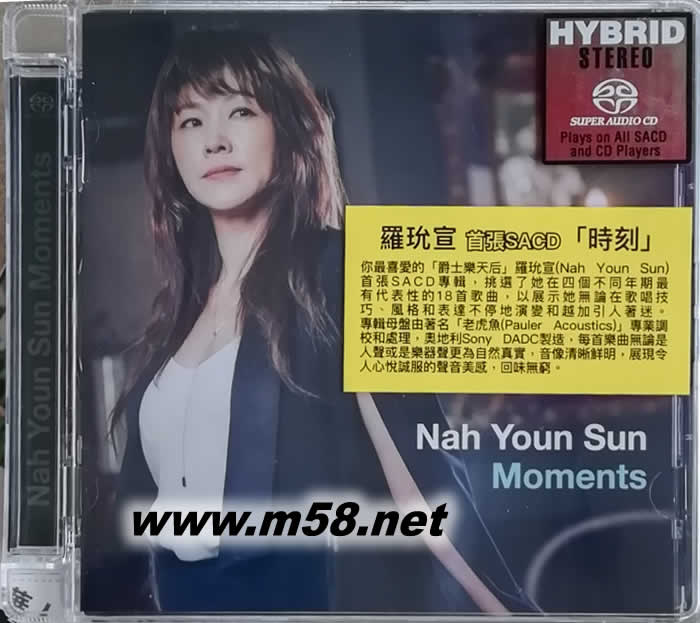 HYBRID
STEREO
SUPER AUDIO CD
Plays on All SACD
and CD Players
Nah Youn Sun Moments
羅玧宣 首張SACD「時刻」
你最喜愛的「爵士樂天后」羅玧宣(Nah Youn Sun)
首張SACD專輯，挑選了她在四個不同年期最
有代表性的18首歌曲，以展示她無論在歌唱技
巧、風格和表達不停地演變和越加引人著迷。
專輯母盤由著名「老虎魚(Pauler Acoustics)」專業調
校和處理，奧地利Sony DADC製造，每首樂曲無論是
人聲或是樂器聲更為自然真實，音像清晰鮮明，展現令
人心悅誠服的聲音美感，回味無窮。
Nah Youn Sun
Moments
www.m58.net